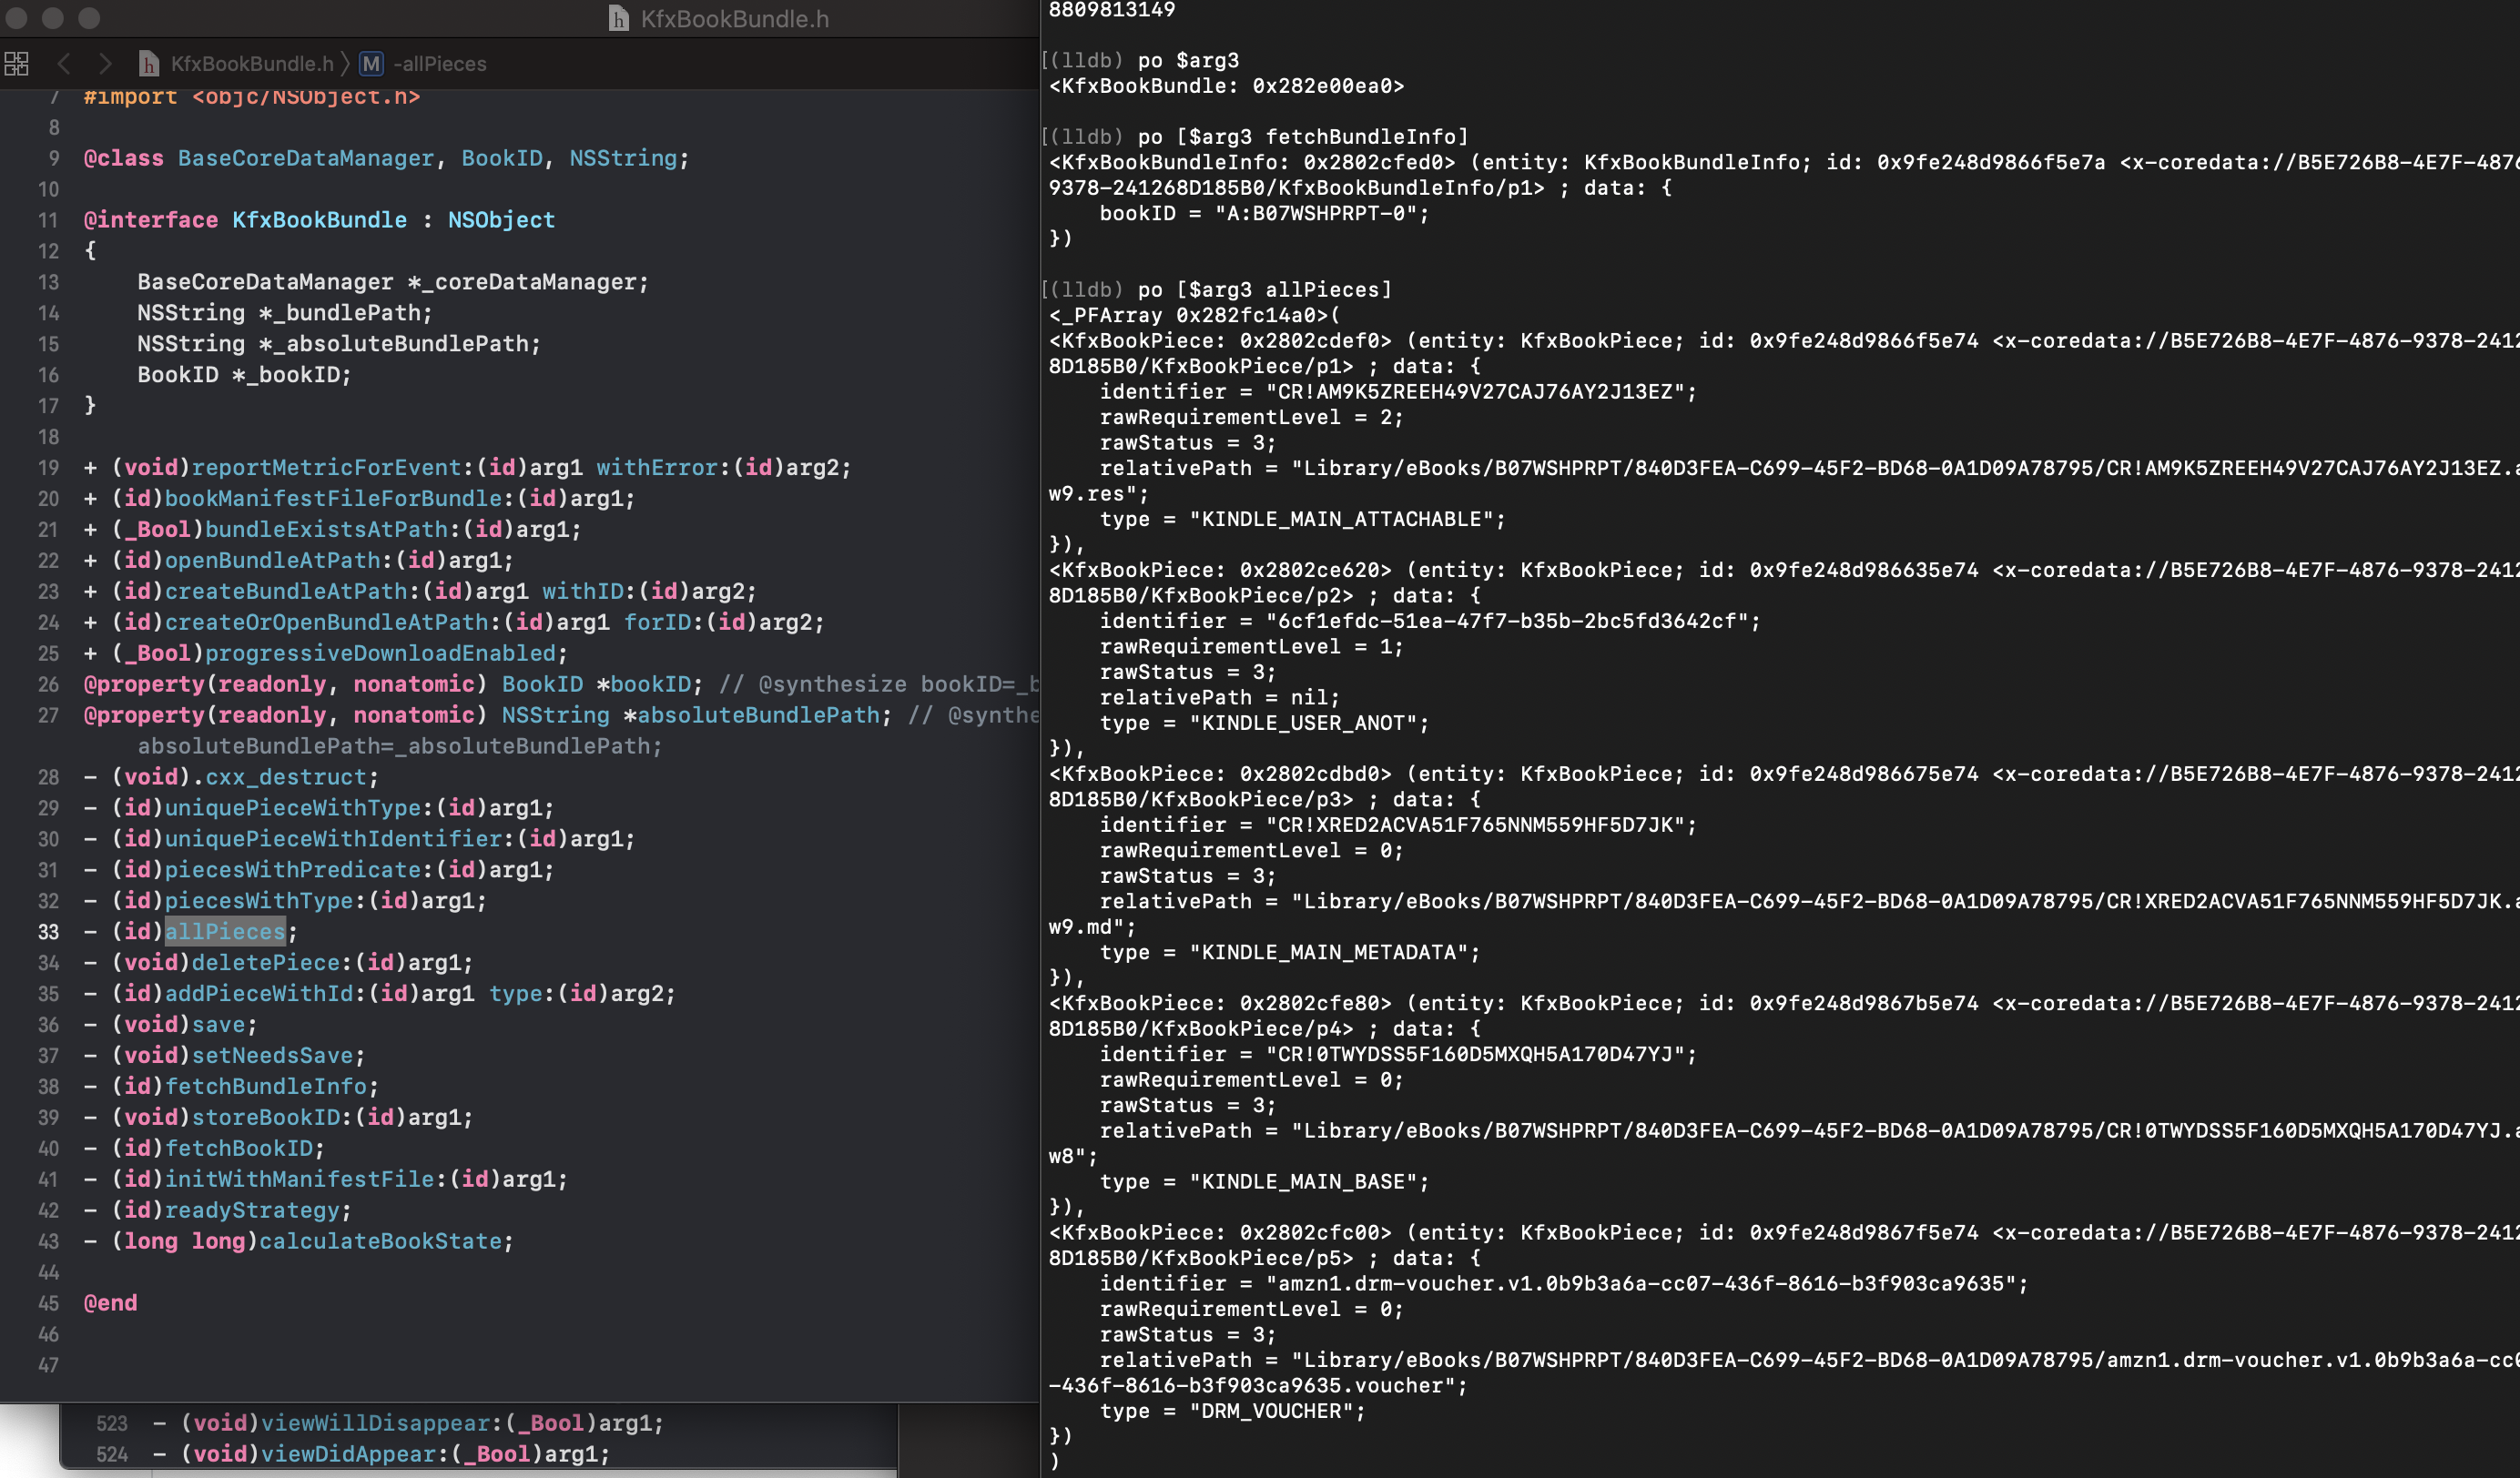 KfxBookBundle.h
KfxBookBundle.h 〉 M -allPieces
7 #import <objc/NSObject.h>
8
9 @class BaseCoreDataManager, BookID, NSString;
10
11 @interface KfxBookBundle : NSObject
12 {
13     BaseCoreDataManager *_coreDataManager;
14     NSString *_bundlePath;
15     NSString *_absoluteBundlePath;
16     BookID *_bookID;
17 }
18
19 + (void)reportMetricForEvent:(id)arg1 withError:(id)arg2;
20 + (id)bookManifestFileForBundle:(id)arg1;
21 + (_Bool)bundleExistsAtPath:(id)arg1;
22 + (id)openBundleAtPath:(id)arg1;
23 + (id)createBundleAtPath:(id)arg1 withID:(id)arg2;
24 + (id)createOrOpenBundleAtPath:(id)arg1 forID:(id)arg2;
25 + (_Bool)progressiveDownloadEnabled;
26 @property(readonly, nonatomic) BookID *bookID; // @synthesize bookID=_b
27 @property(readonly, nonatomic) NSString *absoluteBundlePath; // @synthe
absoluteBundlePath=_absoluteBundlePath;
28 - (void).cxx_destruct;
29 - (id)uniquePieceWithType:(id)arg1;
30 - (id)uniquePieceWithIdentifier:(id)arg1;
31 - (id)piecesWithPredicate:(id)arg1;
32 - (id)piecesWithType:(id)arg1;
33 - (id)allPieces;
34 - (void)deletePiece:(id)arg1;
35 - (id)addPieceWithId:(id)arg1 type:(id)arg2;
36 - (void)save;
37 - (void)setNeedsSave;
38 - (id)fetchBundleInfo;
39 - (void)storeBookID:(id)arg1;
40 - (id)fetchBookID;
41 - (id)initWithManifestFile:(id)arg1;
42 - (id)readyStrategy;
43 - (long long)calculateBookState;
44
45 @end
46
47
523 - (void)viewWillDisappear:(_Bool)arg1;
524 - (void)viewDidAppear:(_Bool)arg1;
8809813149
[(lldb) po $arg3
<KfxBookBundle: 0x282e00ea0>
[(lldb) po [$arg3 fetchBundleInfo]
<KfxBookBundleInfo: 0x2802cfed0> (entity: KfxBookBundleInfo; id: 0x9fe248d9866f5e7a <x-coredata://B5E726B8-4E7F-4876
9378-241268D185B0/KfxBookBundleInfo/p1> ; data: {
    bookID = "A:B07WSHPRPT-0";
})
[(lldb) po [$arg3 allPieces]
<_PFArray 0x282fc14a0>(
<KfxBookPiece: 0x2802cdef0> (entity: KfxBookPiece; id: 0x9fe248d9866f5e74 <x-coredata://B5E726B8-4E7F-4876-9378-2412
8D185B0/KfxBookPiece/p1> ; data: {
    identifier = "CR!AM9K5ZREEH49V27CAJ76AY2J13EZ";
    rawRequirementLevel = 2;
    rawStatus = 3;
    relativePath = "Library/eBooks/B07WSHPRPT/840D3FEA-C699-45F2-BD68-0A1D09A78795/CR!AM9K5ZREEH49V27CAJ76AY2J13EZ.a
w9.res";
    type = "KINDLE_MAIN_ATTACHABLE";
}),
<KfxBookPiece: 0x2802ce620> (entity: KfxBookPiece; id: 0x9fe248d986635e74 <x-coredata://B5E726B8-4E7F-4876-9378-2412
8D185B0/KfxBookPiece/p2> ; data: {
    identifier = "6cf1efdc-51ea-47f7-b35b-2bc5fd3642cf";
    rawRequirementLevel = 1;
    rawStatus = 3;
    relativePath = nil;
    type = "KINDLE_USER_ANOT";
}),
<KfxBookPiece: 0x2802cdbd0> (entity: KfxBookPiece; id: 0x9fe248d986675e74 <x-coredata://B5E726B8-4E7F-4876-9378-2412
8D185B0/KfxBookPiece/p3> ; data: {
    identifier = "CR!XRED2ACVA51F765NNM559HF5D7JK";
    rawRequirementLevel = 0;
    rawStatus = 3;
    relativePath = "Library/eBooks/B07WSHPRPT/840D3FEA-C699-45F2-BD68-0A1D09A78795/CR!XRED2ACVA51F765NNM559HF5D7JK.a
w9.md";
    type = "KINDLE_MAIN_METADATA";
}),
<KfxBookPiece: 0x2802cfe80> (entity: KfxBookPiece; id: 0x9fe248d9867b5e74 <x-coredata://B5E726B8-4E7F-4876-9378-2412
8D185B0/KfxBookPiece/p4> ; data: {
    identifier = "CR!0TWYDSS5F160D5MXQH5A170D47YJ";
    rawRequirementLevel = 0;
    rawStatus = 3;
    relativePath = "Library/eBooks/B07WSHPRPT/840D3FEA-C699-45F2-BD68-0A1D09A78795/CR!0TWYDSS5F160D5MXQH5A170D47YJ.a
w8";
    type = "KINDLE_MAIN_BASE";
}),
<KfxBookPiece: 0x2802cfc00> (entity: KfxBookPiece; id: 0x9fe248d9867f5e74 <x-coredata://B5E726B8-4E7F-4876-9378-2412
8D185B0/KfxBookPiece/p5> ; data: {
    identifier = "amzn1.drm-voucher.v1.0b9b3a6a-cc07-436f-8616-b3f903ca9635";
    rawRequirementLevel = 0;
    rawStatus = 3;
    relativePath = "Library/eBooks/B07WSHPRPT/840D3FEA-C699-45F2-BD68-0A1D09A78795/amzn1.drm-voucher.v1.0b9b3a6a-cc0
-436f-8616-b3f903ca9635.voucher";
    type = "DRM_VOUCHER";
})
)